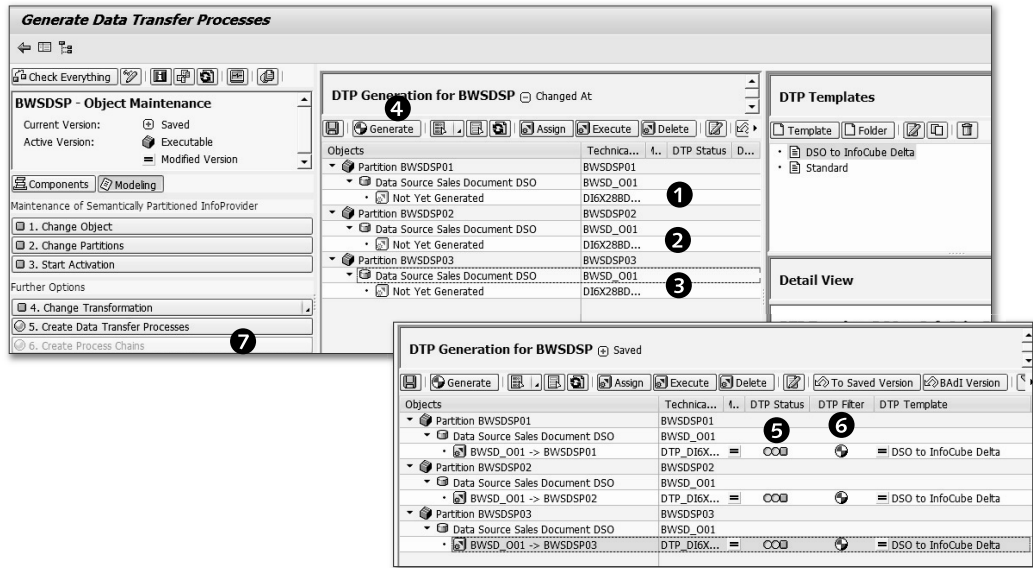 Generate Data Transfer Processes
Check Everything
BWSDSP - Object Maintenance
Current Version: Saved
Active Version: Executable
Modified Version
Components Modeling
Maintenance of Semantically Partitioned InfoProvider
1. Change Object
2. Change Partitions
3. Start Activation
Further Options
4. Change Transformation
5. Create Data Transfer Processes
6. Create Process Chains
7
DTP Generation for BWSDSP Changed At
4
Generate Assign Execute Delete
Objects Technica... DTP Status D...
Partition BWSDSP01 BWSDSP01
Data Source Sales Document DSO BWSD_O01
Not Yet Generated DI6X28BD...
1
Partition BWSDSP02 BWSDSP02
Data Source Sales Document DSO BWSD_O01
Not Yet Generated DI6X28BD...
2
Partition BWSDSP03 BWSDSP03
Data Source Sales Document DSO BWSD_O01
Not Yet Generated DI6X28BD...
3
DTP Templates
Template Folder
DSO to InfoCube Delta
Standard
Detail View
DTP Generation for BWSDSP Saved
Generate Assign Execute Delete To Saved Version BAdI Version
Objects Technica... DTP Status DTP Filter DTP Template
5 6
Partition BWSDSP01 BWSDSP01
Data Source Sales Document DSO BWSD_O01
BWSD_O01 -> BWSDSP01 DTP_DI6X... DSO to InfoCube Delta
Partition BWSDSP02 BWSDSP02
Data Source Sales Document DSO BWSD_O01
BWSD_O01 -> BWSDSP02 DTP_DI6X... DSO to InfoCube Delta
Partition BWSDSP03 BWSDSP03
Data Source Sales Document DSO BWSD_O01
BWSD_O01 -> BWSDSP03 DTP_DI6X... DSO to InfoCube Delta